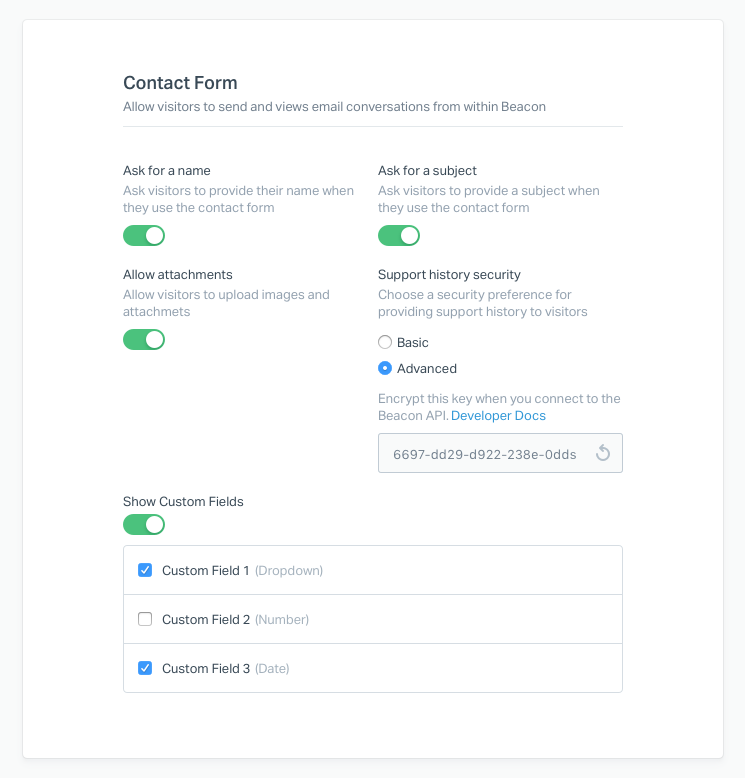 Contact Form
Allow visitors to send and views email conversations from within Beacon
Ask for a name
Ask visitors to provide their name when
they use the contact form
Ask for a subject
Ask visitors to provide a subject when
they use the contact form
Allow attachments
Allow visitors to upload images and
attachmets
Support history security
Choose a security preference for
providing support history to visitors
Basic
Advanced
Encrypt this key when you connect to the
Beacon API. Developer Docs
6697-dd29-d922-238e-0dds
Show Custom Fields
Custom Field 1 (Dropdown)
Custom Field 2 (Number)
Custom Field 3 (Date)